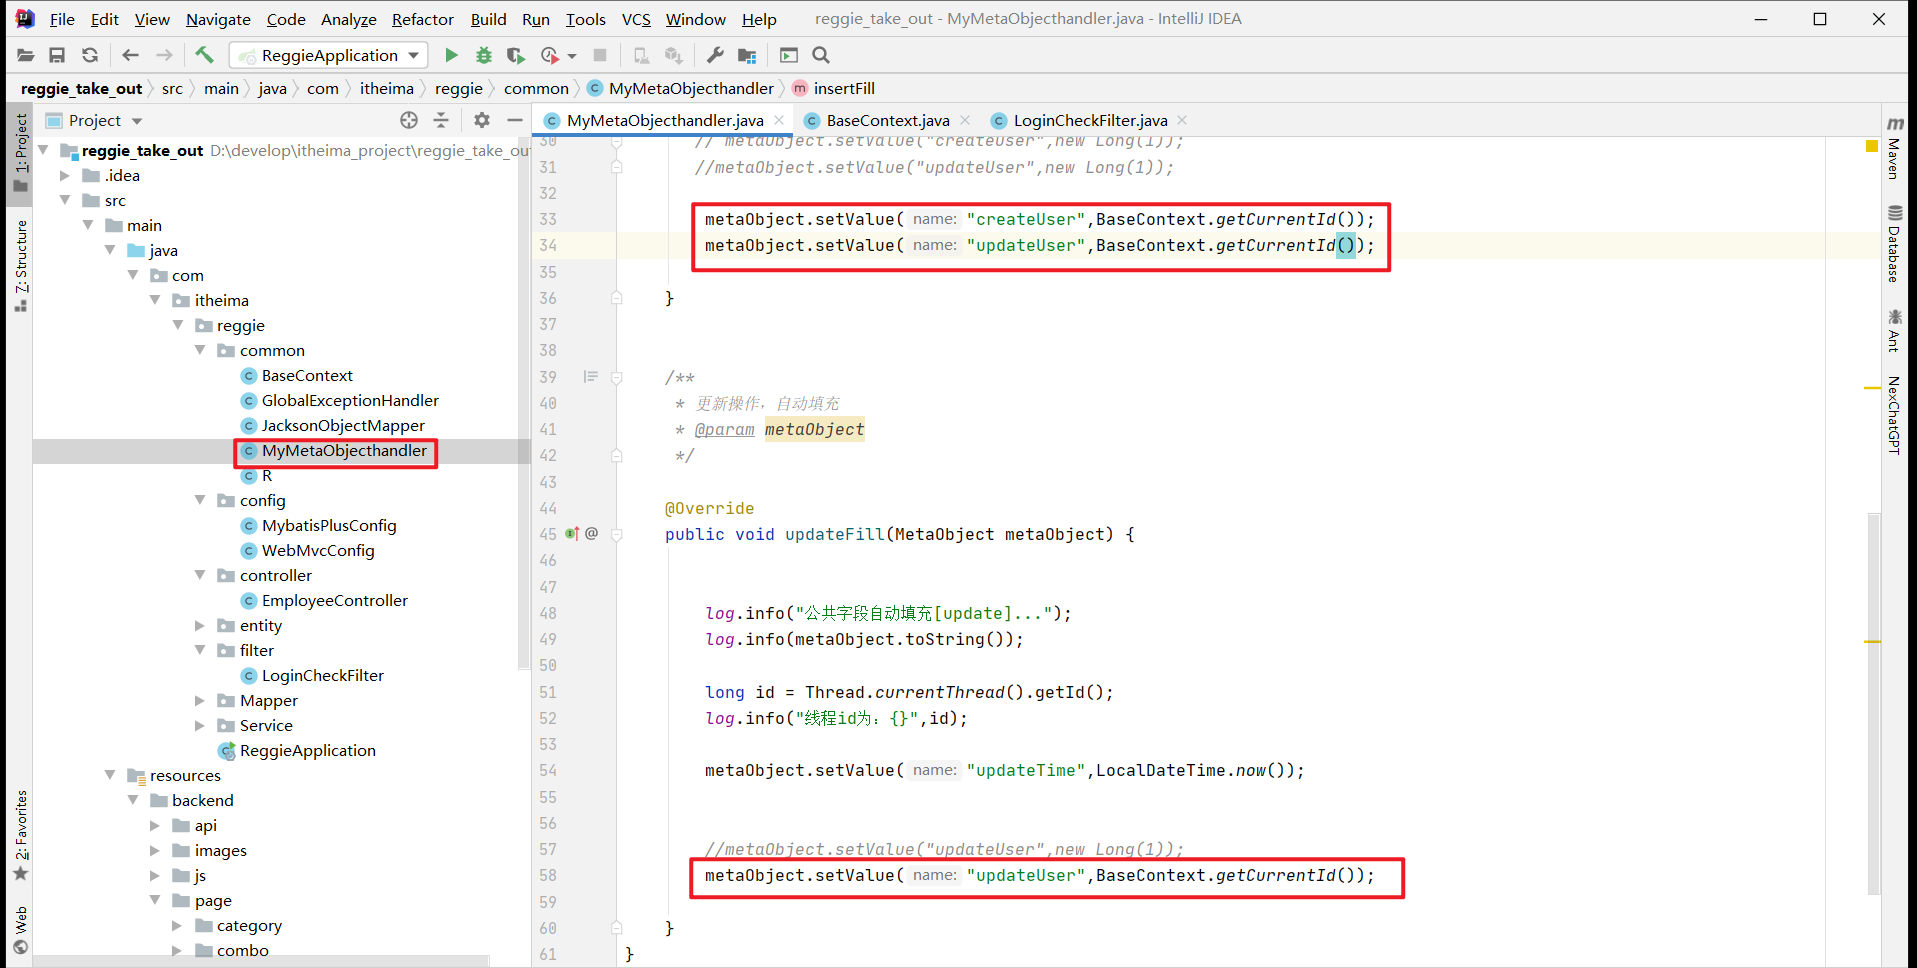 File Edit View Navigate Code Analyze Refactor Build Run Tools VCS Window Help reggie_take_out - MyMetaObjecthandler.java - IntelliJ IDEA
ReggieApplication
reggie_take_out src main java com itheima reggie common MyMetaObjecthandler insertFill
Project
reggie_take_out D:\develop\itheima_project\reggie_take_ou
.idea
src
main
java
com
itheima
reggie
common
BaseContext
GlobalExceptionHandler
JacksonObjectMapper
MyMetaObjecthandler
R
config
MybatisPlusConfig
WebMvcConfig
controller
EmployeeController
entity
filter
LoginCheckFilter
Mapper
Service
ReggieApplication
resources
backend
api
images
js
page
category
combo
1: Project
7: Structure
2: Favorites
Web
MyMetaObjecthandler.java BaseContext.java LoginCheckFilter.java
30 // metaObject.setValue("createUser",new Long(1));
31 //metaObject.setValue("updateUser",new Long(1));
32
33 metaObject.setValue( name: "createUser",BaseContext.getCurrentId());
34 metaObject.setValue( name: "updateUser",BaseContext.getCurrentId());
35
36 }
37
38
39 /**
40 * 更新操作，自动填充
41 * @param metaObject
42 */
43
44 @Override
45 @ public void updateFill(MetaObject metaObject) {
46
47
48 log.info("公共字段自动填充[update]...");
49 log.info(metaObject.toString());
50
51 long id = Thread.currentThread().getId();
52 log.info("线程id为：{}",id);
53
54 metaObject.setValue( name: "updateTime",LocalDateTime.now());
55
56
57 //metaObject.setValue("updateUser",new Long(1));
58 metaObject.setValue( name: "updateUser",BaseContext.getCurrentId());
59
60 }
61 }
Maven
Database
Ant
NexChatGPT